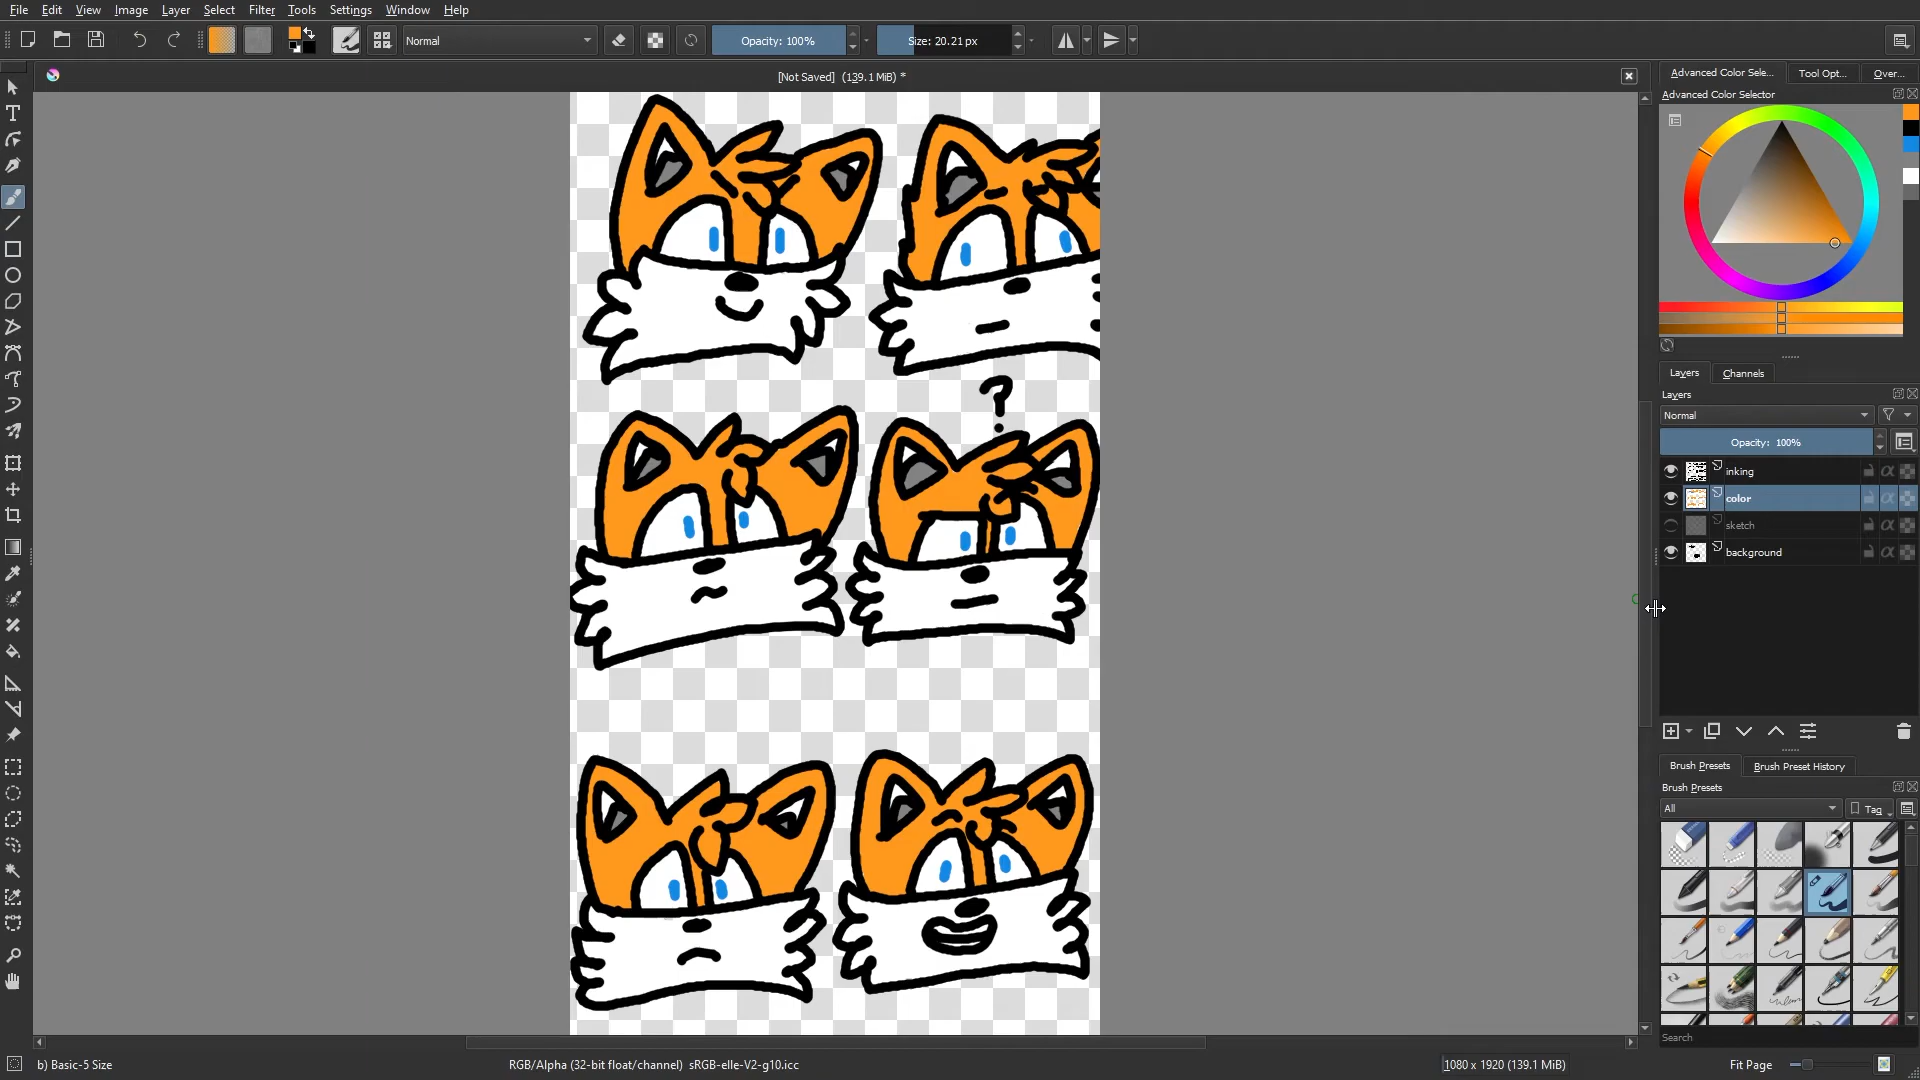 File Edit View Image Layer Select Filter Tools Settings Window Help
Normal Opacity: 100% Size: 20.21 px
[Not Saved] (139.1 MiB) *
Advanced Color Sele... Tool Opt... Over...
Advanced Color Selector
?
Layers Channels
Layers
Normal
Opacity: 100%
inking
color
sketch
background
Brush Presets Brush Preset History
Brush Presets
All Tag
Search
b) Basic-5 Size RGB/Alpha (32-bit float/channel) sRGB-elle-V2-g10.icc 1080 x 1920 (139.1 MiB) Fit Page